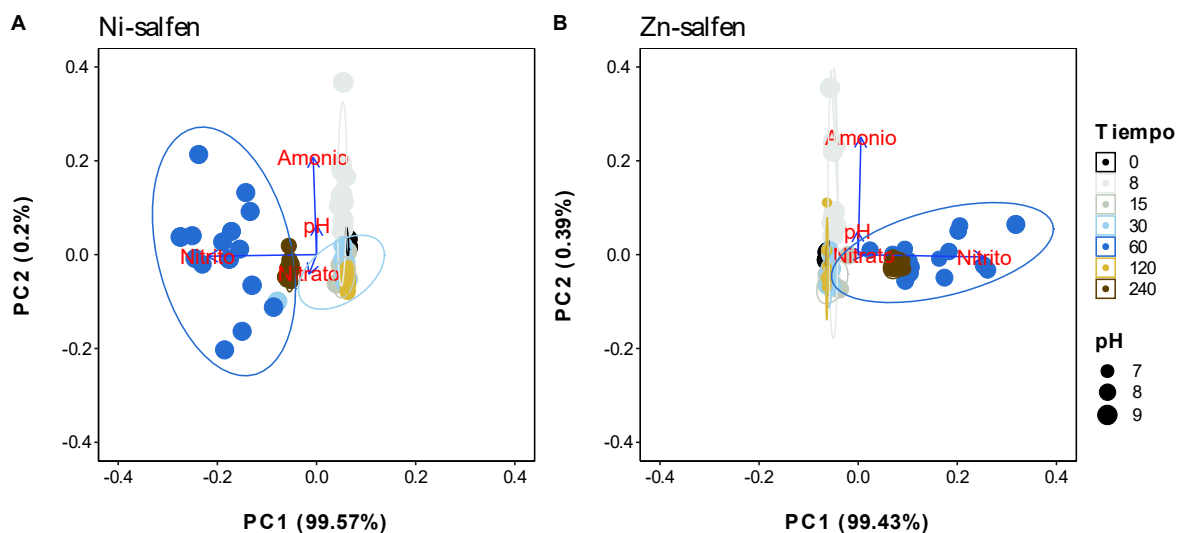 A
Ni-salfen
B
Zn-salfen
PC2 (0.2%)
0.4
0.2
0.0
-0.2
-0.4
Amonio
pH
Nitrito
Nitrato
-0.4
-0.2
0.0
0.2
0.4
PC1 (99.57%)
PC2 (0.39%)
0.4
0.2
0.0
-0.2
-0.4
Amonio
pH
Nitrato
Nitrito
-0.4
-0.2
0.0
0.2
0.4
PC1 (99.43%)
Tiempo
0
8
15
30
60
120
240
pH
7
8
9